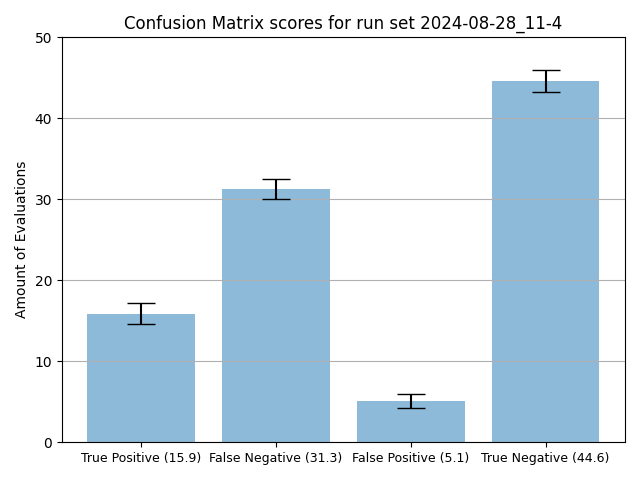 Confusion Matrix scores for run set 2024-08-28_11-4
Amount of Evaluations
50
40
30
20
10
0
True Positive (15.9) False Negative (31.3) False Positive (5.1) True Negative (44.6)